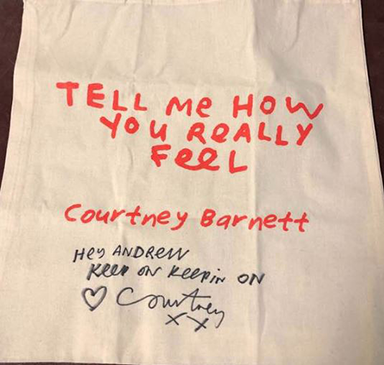 TELL Me HOW
YOU ReALLY
FeeL
Courtney Barnett
Hey ANDREW
Keep ON KeepiN ON
♡ Courtney
XX